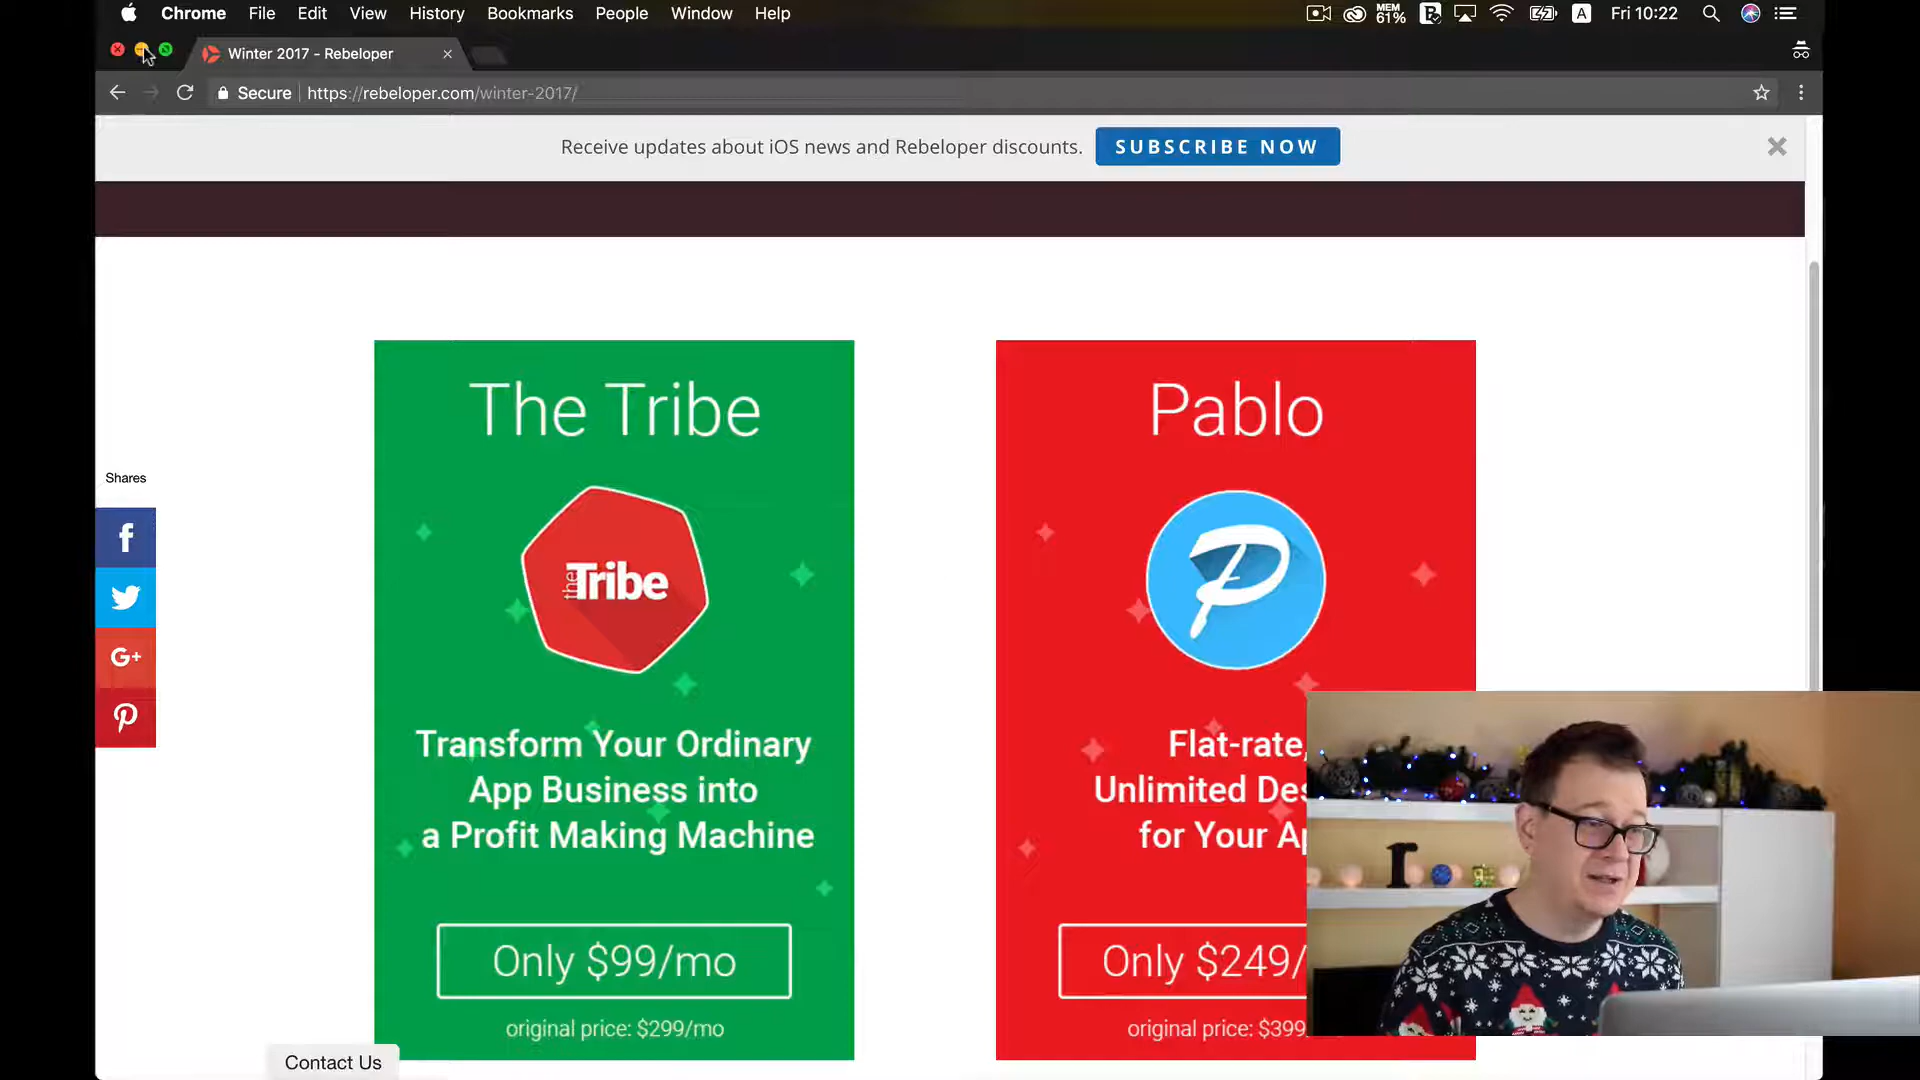 Chrome File Edit View History Bookmarks People Window Help MEM 61% A Fri 10:22
Winter 2017 - Rebeloper
Secure https://rebeloper.com/winter-2017/
Receive updates about iOS news and Rebeloper discounts. SUBSCRIBE NOW
The Tribe
the Tribe
Transform Your Ordinary
App Business into
a Profit Making Machine
Only $99/mo
original price: $299/mo
Pablo
P
Flat-rate,
Unlimited Des
for Your Ap
Only $249/
original price: $399
Shares
f
G+
Contact Us
r